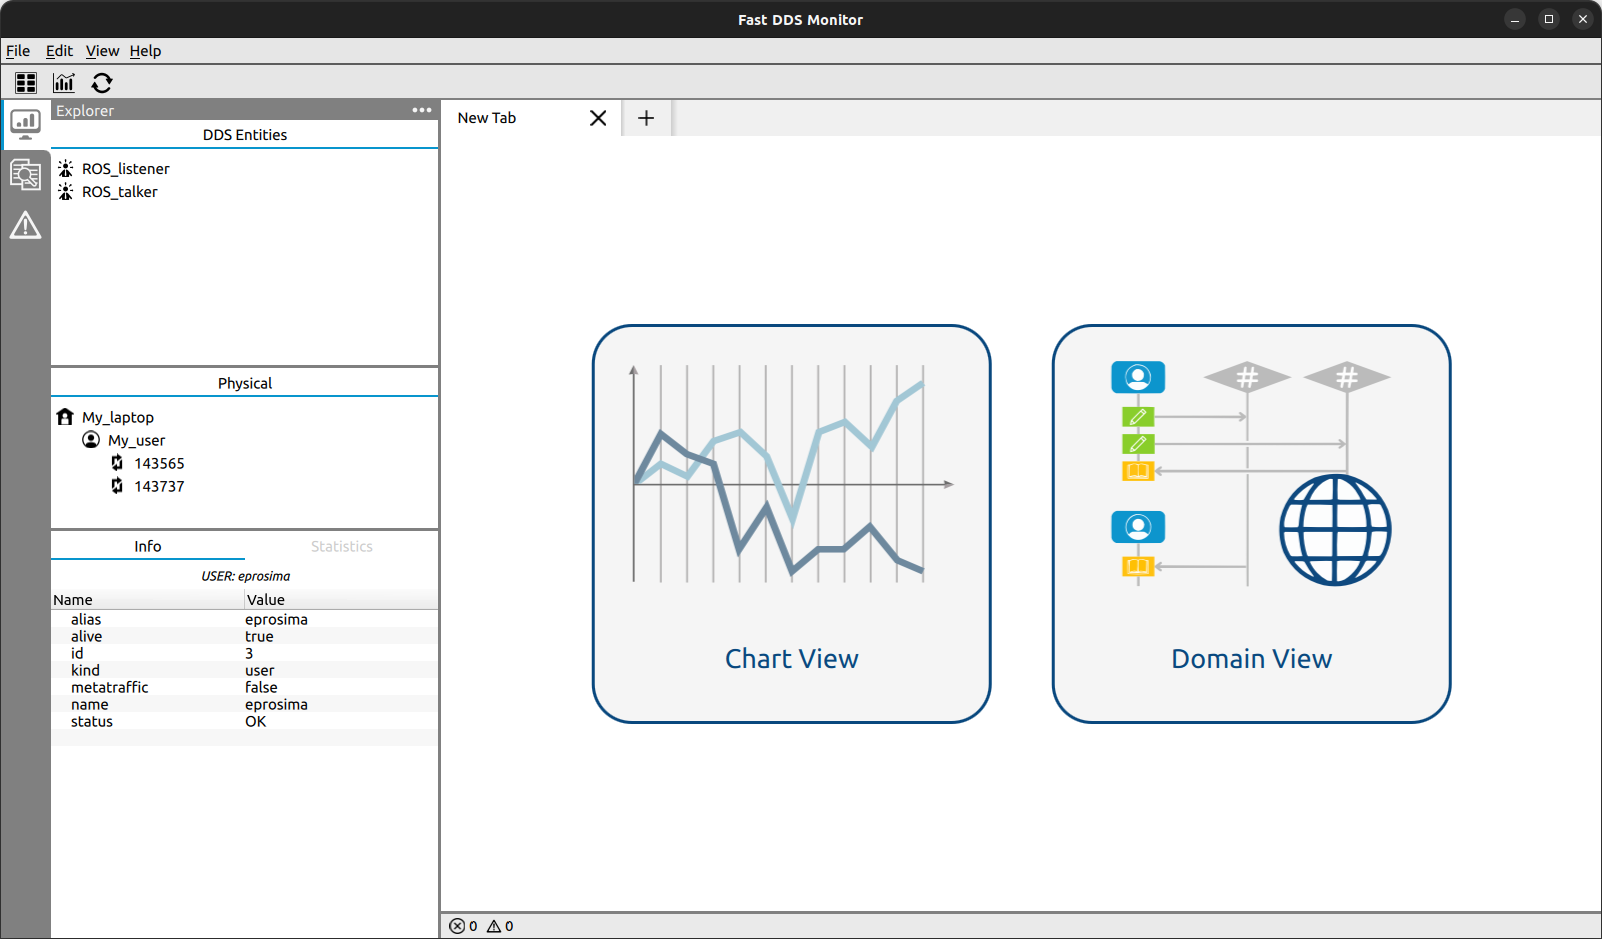 Fast DDS Monitor
File Edit View Help
Explorer
DDS Entities
ROS_listener
ROS_talker
Physical
My_laptop
My_user
143565
143737
Info Statistics
USER: eprosima
Name Value
alias eprosima
alive true
id 3
kind user
metatraffic false
name eprosima
status OK
New Tab
# #
Chart View
Domain View
0 0